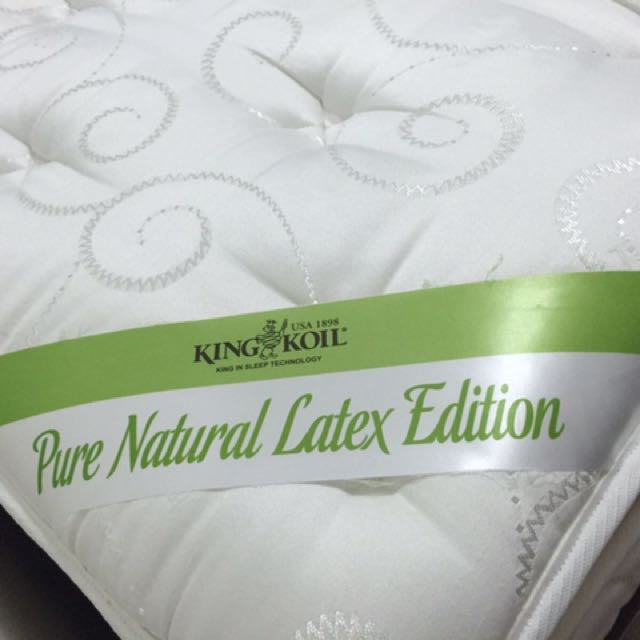 USA 1898
KING KOIL®
KING IN SLEEP TECHNOLOGY
Pure Natural Latex Edition